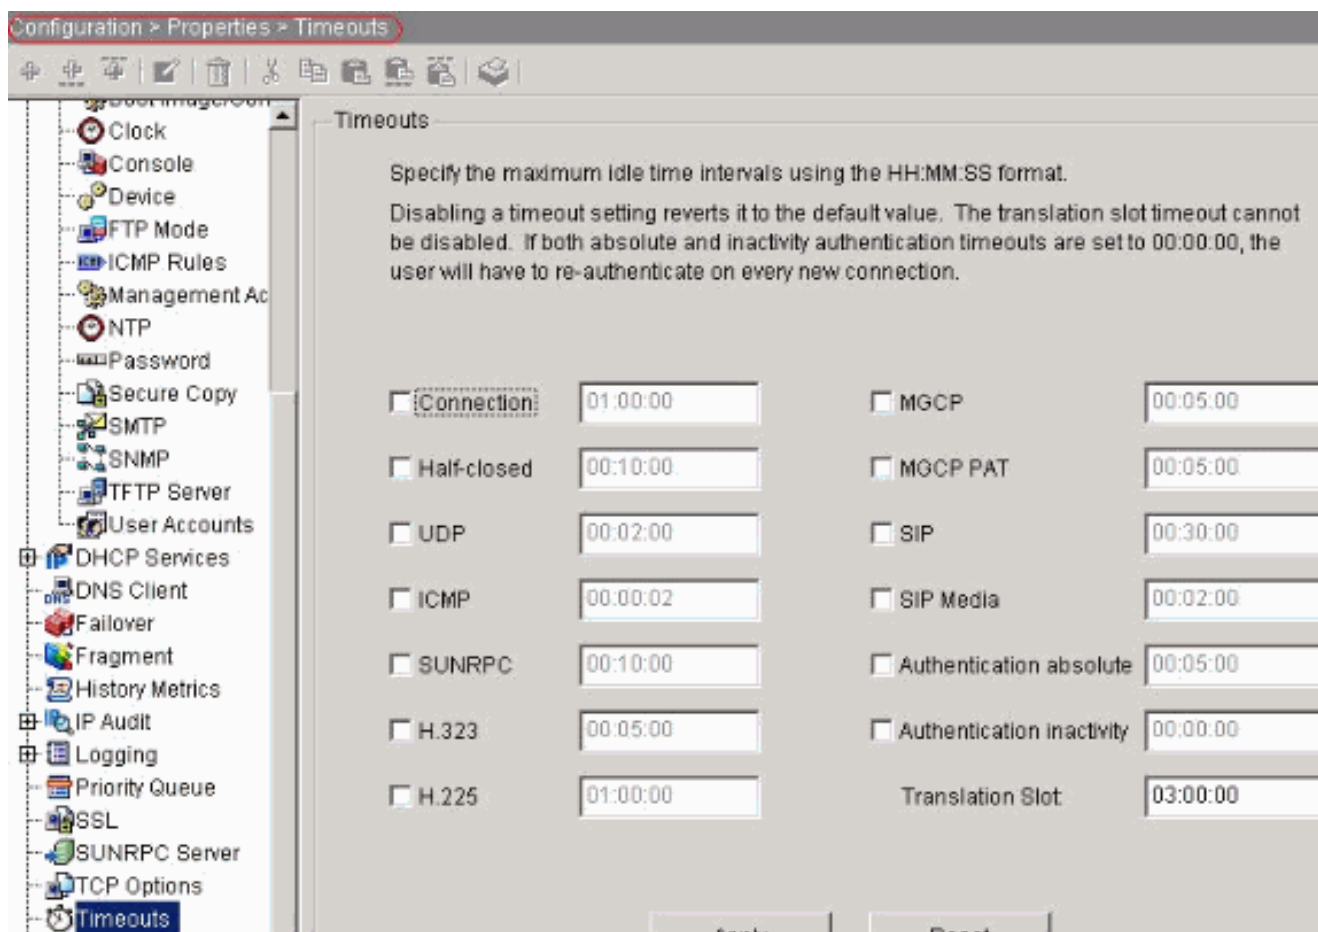 Configuration > Properties > Timeouts
Clock
Console
Device
FTP Mode
ICMP Rules
Management Ac
NTP
Password
Secure Copy
SMTP
SNMP
TFTP Server
User Accounts
DHCP Services
DNS Client
Failover
Fragment
History Metrics
IP Audit
Logging
Priority Queue
SSL
SUNRPC Server
TCP Options
Timeouts
Timeouts
Specify the maximum idle time intervals using the HH:MM:SS format.
Disabling a timeout setting reverts it to the default value. The translation slot timeout cannot
be disabled. If both absolute and inactivity authentication timeouts are set to 00:00:00, the
user will have to re-authenticate on every new connection.
Connection 01:00:00 MGCP 00:05:00
Half-closed 00:10:00 MGCP PAT 00:05:00
UDP 00:02:00 SIP 00:30:00
ICMP 00:00:02 SIP Media 00:02:00
SUNRPC 00:10:00 Authentication absolute 00:05:00
H.323 00:05:00 Authentication inactivity 00:00:00
H.225 01:00:00 Translation Slot: 03:00:00